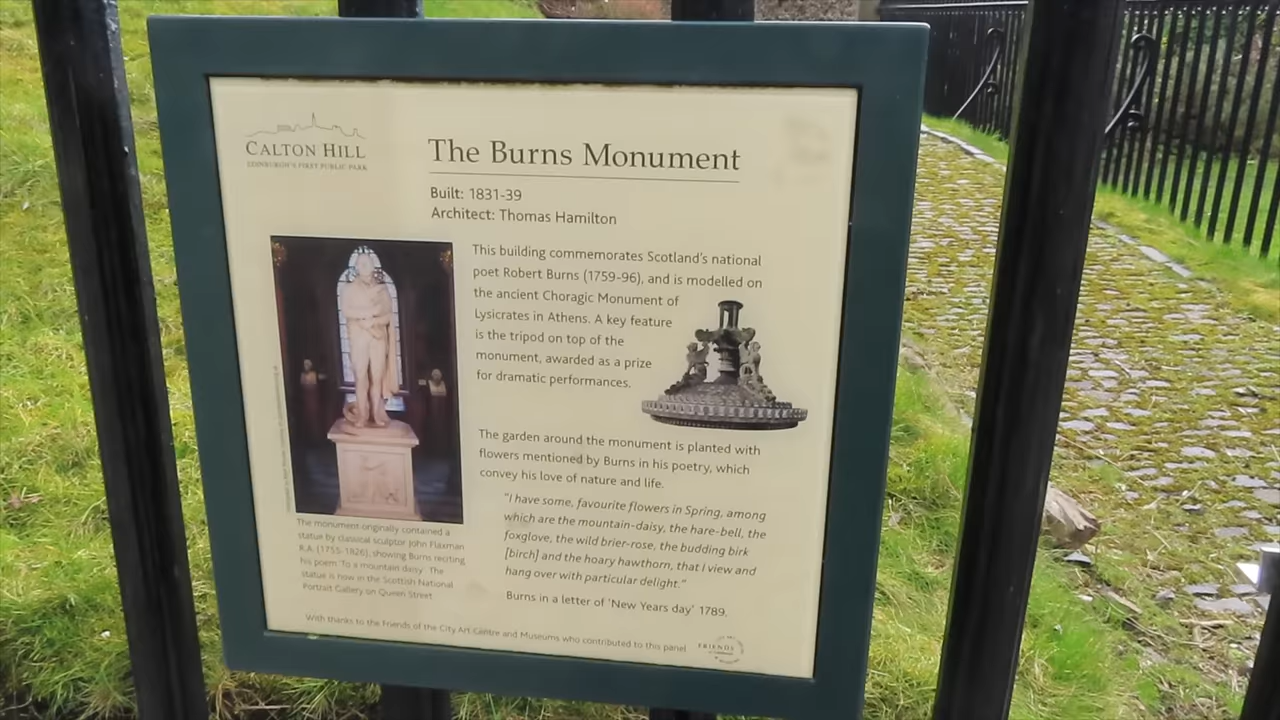 CALTON HILL
EDINBURGH'S FIRST PUBLIC PARK
The Burns Monument
Built: 1831-39
Architect: Thomas Hamilton
This building commemorates Scotland's national
poet Robert Burns (1759-96), and is modelled on
the ancient Choragic Monument of
Lysicrates in Athens. A key feature
is the tripod on top of the
monument, awarded as a prize
for dramatic performances.
The garden around the monument is planted with
flowers mentioned by Burns in his poetry, which
convey his love of nature and life.
"I have some, favourite flowers in Spring, among
which are the mountain-daisy, the hare-bell, the
foxglove, the wild brier-rose, the budding birk
[birch] and the hoary hawthorn, that I view and
hang over with particular delight."
Burns in a letter of 'New Years day' 1789.
The monument originally contained a
statue by classical sculptor John Flaxman
R.A. (1755-1826), showing Burns reciting
his poem 'To a mountain daisy'. The
statue is now in the Scottish National
Portrait Gallery on Queen Street
With thanks to the Friends of the City Art Centre and Museums who contributed to this panel
FRIENDS